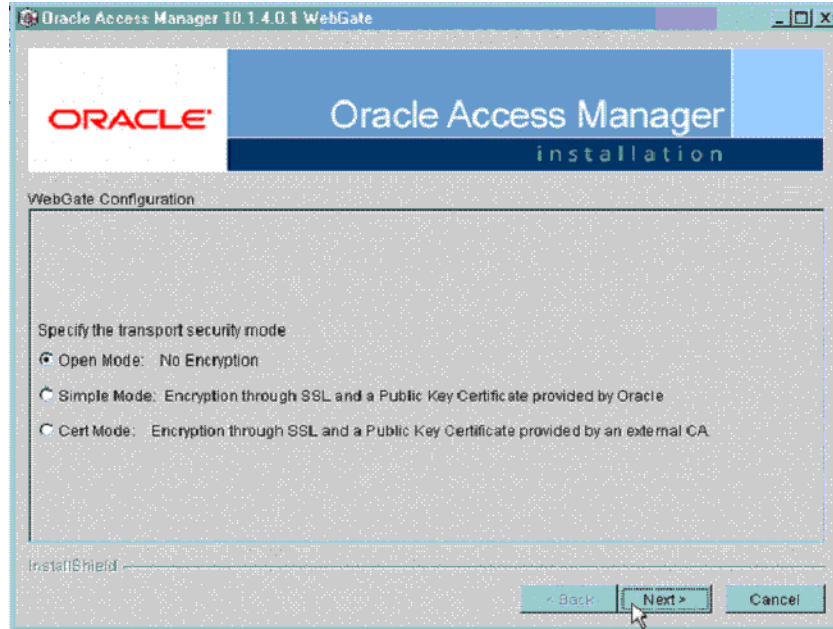 Oracle Access Manager 10.1.4.0.1 WebGate
ORACLE
Oracle Access Manager
installation
WebGate Configuration
Specify the transport security mode
Open Mode: No Encryption
Simple Mode: Encryption through SSL and a Public Key Certificate provided by Oracle
Cert Mode: Encryption through SSL and a Public Key Certificate provided by an external CA
InstallShield
< Back Next > Cancel